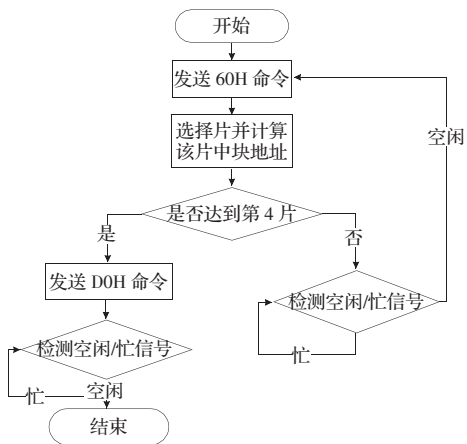 开始
发送 60H 命令
选择片并计算
该片中块地址
空闲
是否达到第 4 片
是
否
发送 D0H 命令
检测空闲/忙信号
忙
检测空闲/忙信号
忙
空闲
结束